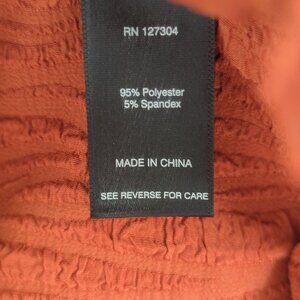 RN 127304
95% Polyester
5% Spandex
MADE IN CHINA
SEE REVERSE FOR CARE